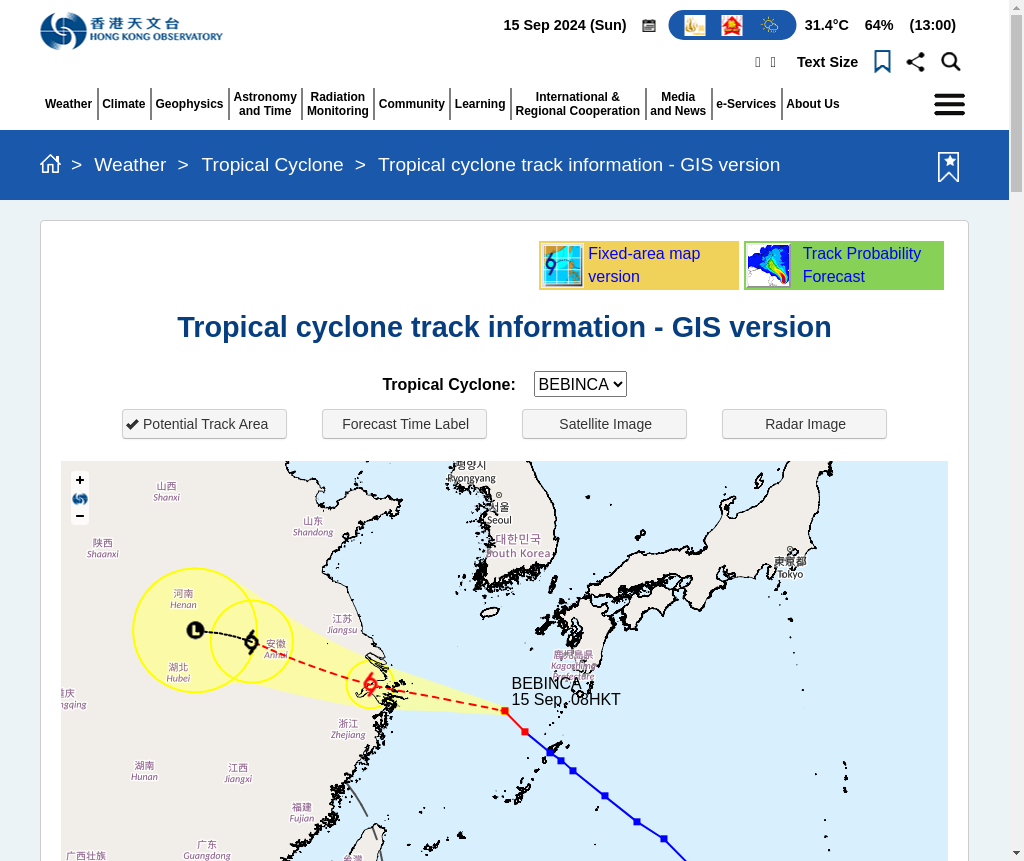 香港天文台
HONG KONG OBSERVATORY
15 Sep 2024 (Sun)
31.4°C 64% (13:00)
Text Size
Weather
Climate
Geophysics
Astronomy
and Time
Radiation
Monitoring
Community
Learning
International &
Regional Cooperation
Media
and News
e-Services
About Us
> Weather > Tropical Cyclone > Tropical cyclone track information - GIS version
Fixed-area map
version
Track Probability
Forecast
Tropical cyclone track information - GIS version
Tropical Cyclone: BEBINCA
Potential Track Area
Forecast Time Label
Satellite Image
Radar Image
+
−
평양시
Pyongyang
山西
Shanxi
서울
Seoul
山东
Shandong
대한민국
South Korea
陕西
Shaanxi
東京都
Tokyo
河南
Henan
江苏
Jiangsu
L
安徽
Anhui
鹿児島県
Kagoshima
Prefecture
湖北
Hubei
BEBINCA
15 Sep, 08HKT
重庆
ngqing
浙江
Zhejiang
湖南
Hunan
江西
Jiangxi
福建
Fujian
广东
Guangdong
广西壮族
台灣